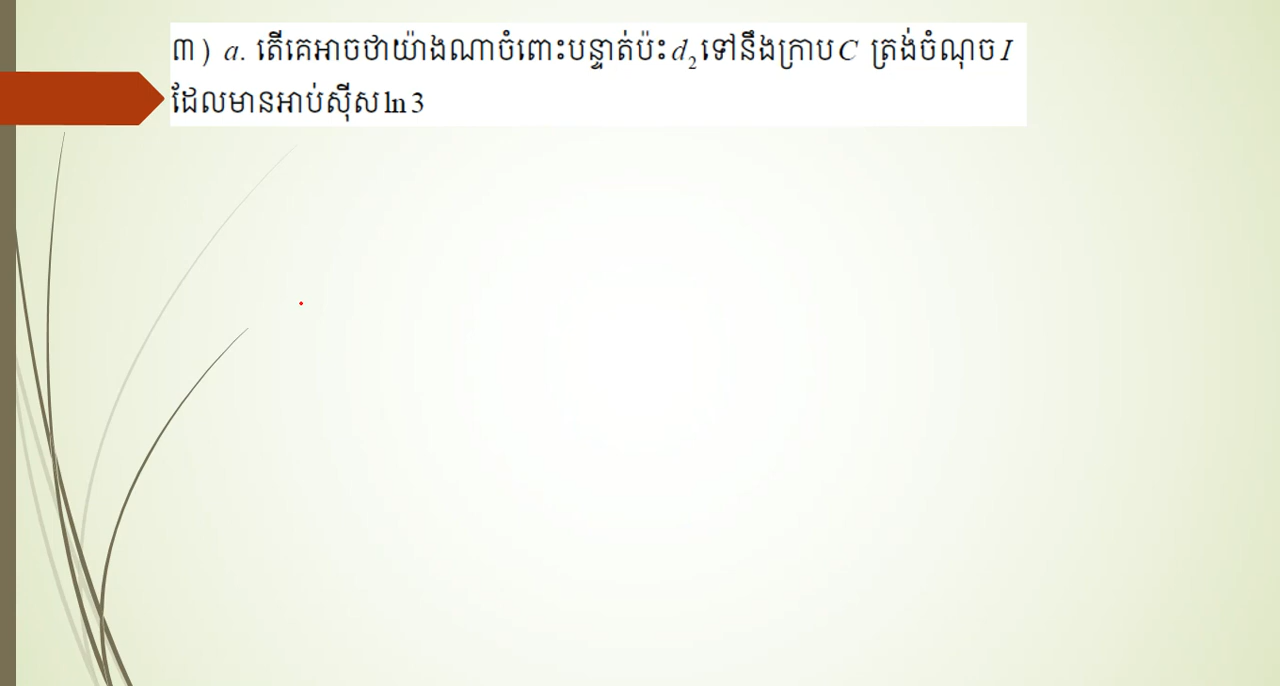 ៣) a. តើគេអាចថាយ៉ាងណាចំពោះបន្ទាត់ប៉ះ d₂ ទៅនឹងក្រាប C ត្រង់ចំណុច I
ដែលមានអាប់ស៊ីស ln 3